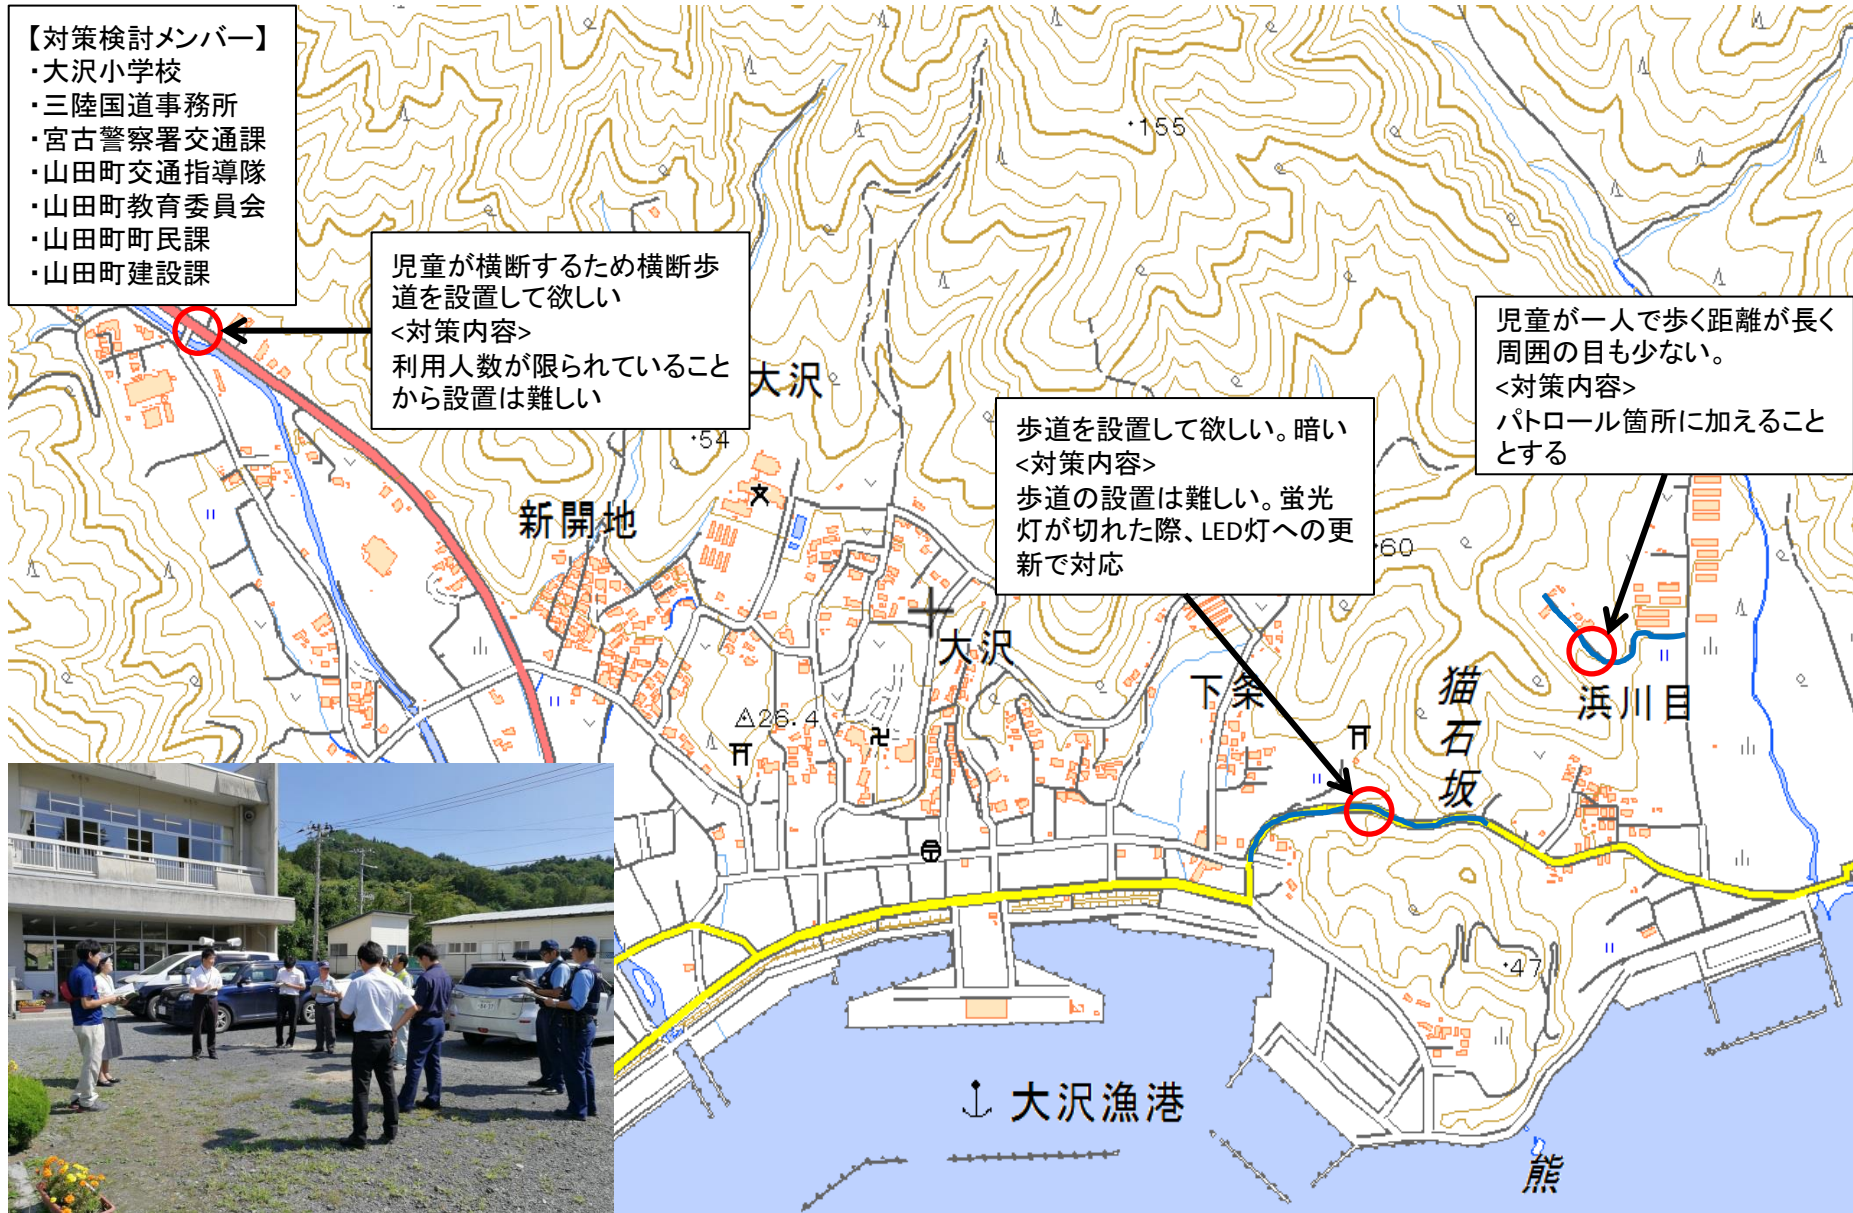 【対策検討メンバー】
・大沢小学校
・三陸国道事務所
・宮古警察署交通課
・山田町交通指導隊
・山田町教育委員会
・山田町町民課
・山田町建設課
児童が横断するため横断歩
道を設置して欲しい
<対策内容>
利用人数が限られていること
から設置は難しい
歩道を設置して欲しい。暗い
<対策内容>
歩道の設置は難しい。蛍光
灯が切れた際、LED灯への更
新で対応
児童が一人で歩く距離が長く
周囲の目も少ない。
<対策内容>
パトロール箇所に加えること
とする
・155
大沢
・54
新開地
・60
大沢
下条
猫石坂
浜川目
26.4
・47
大沢漁港
熊